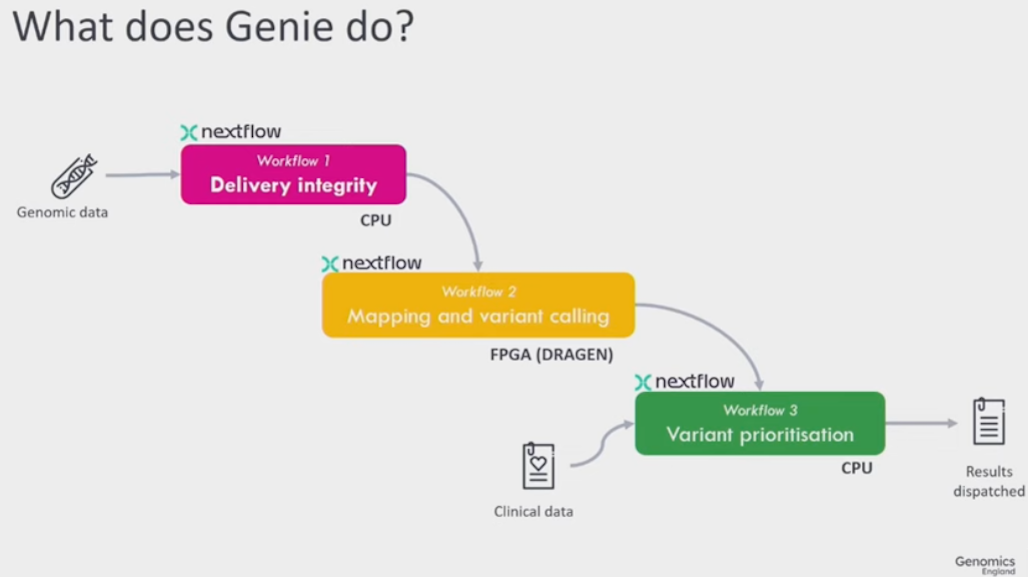 What does Genie do?
nextflow
Workflow 1
Delivery integrity
Genomic data
CPU
nextflow
Workflow 2
Mapping and variant calling
FPGA (DRAGEN)
nextflow
Workflow 3
Variant prioritisation
CPU
Clinical data
Results
dispatched
Genomics
England